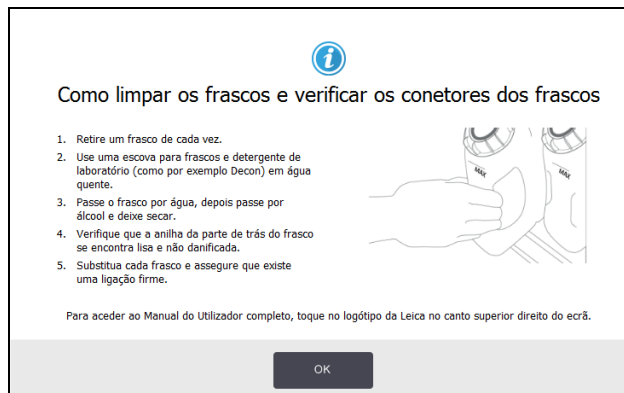 Como limpar os frascos e verificar os conetores dos frascos
1. Retire um frasco de cada vez.
2. Use uma escova para frascos e detergente de
laboratório (como por exemplo Decon) em água
quente.
3. Passe o frasco por água, depois passe por
álcool e deixe secar.
4. Verifique que a anilha da parte de trás do frasco
se encontra lisa e não danificada.
5. Substitua cada frasco e assegure que existe
uma ligação firme.
MAX
MAX
Para aceder ao Manual do Utilizador completo, toque no logótipo da Leica no canto superior direito do ecrã.
OK